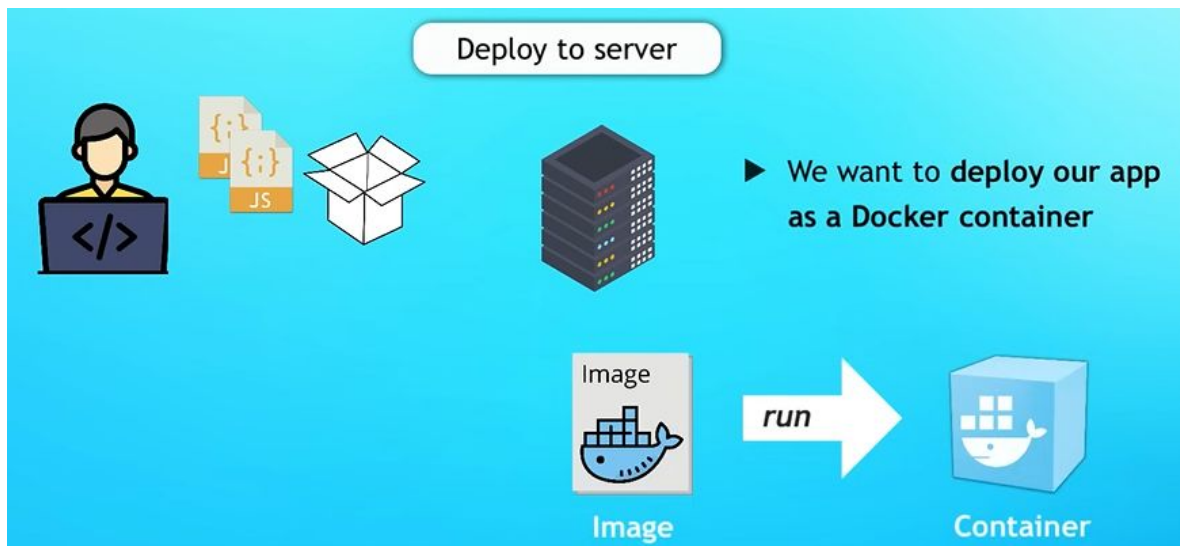 Deploy to server
{;}
J
{;}
JS
</>
We want to deploy our app
as a Docker container
Image
run
Image
Container